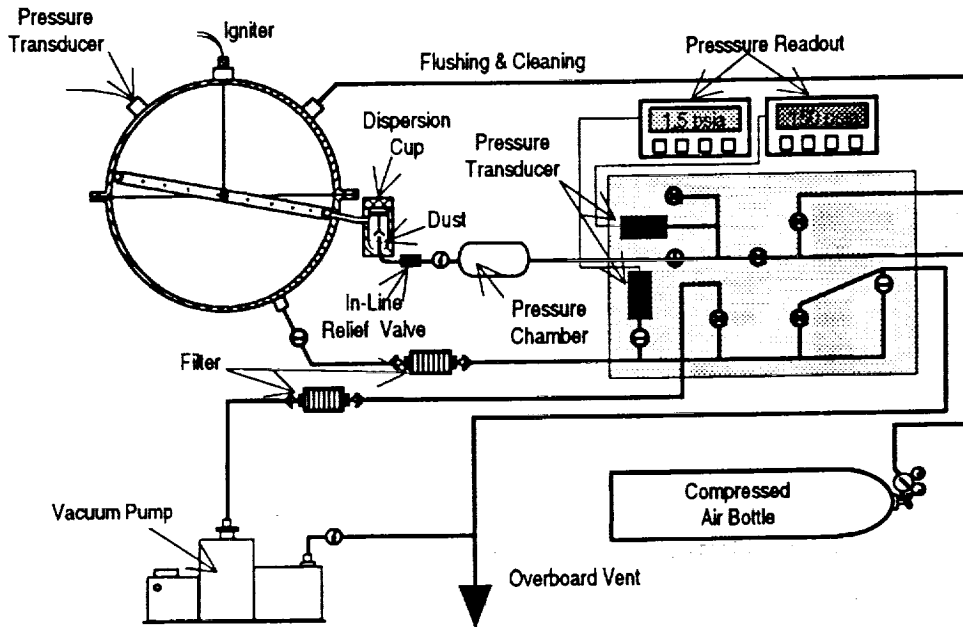 Pressure
Transducer
Igniter
Presssure Readout
Flushing & Cleaning
1.5 psia
Dispersion
Cup
Pressure
Transducer
Dust
In-Line
Relief Valve
Pressure
Chamber
Filter
Compressed
Air Bottle
Vacuum Pump
Overboard Vent